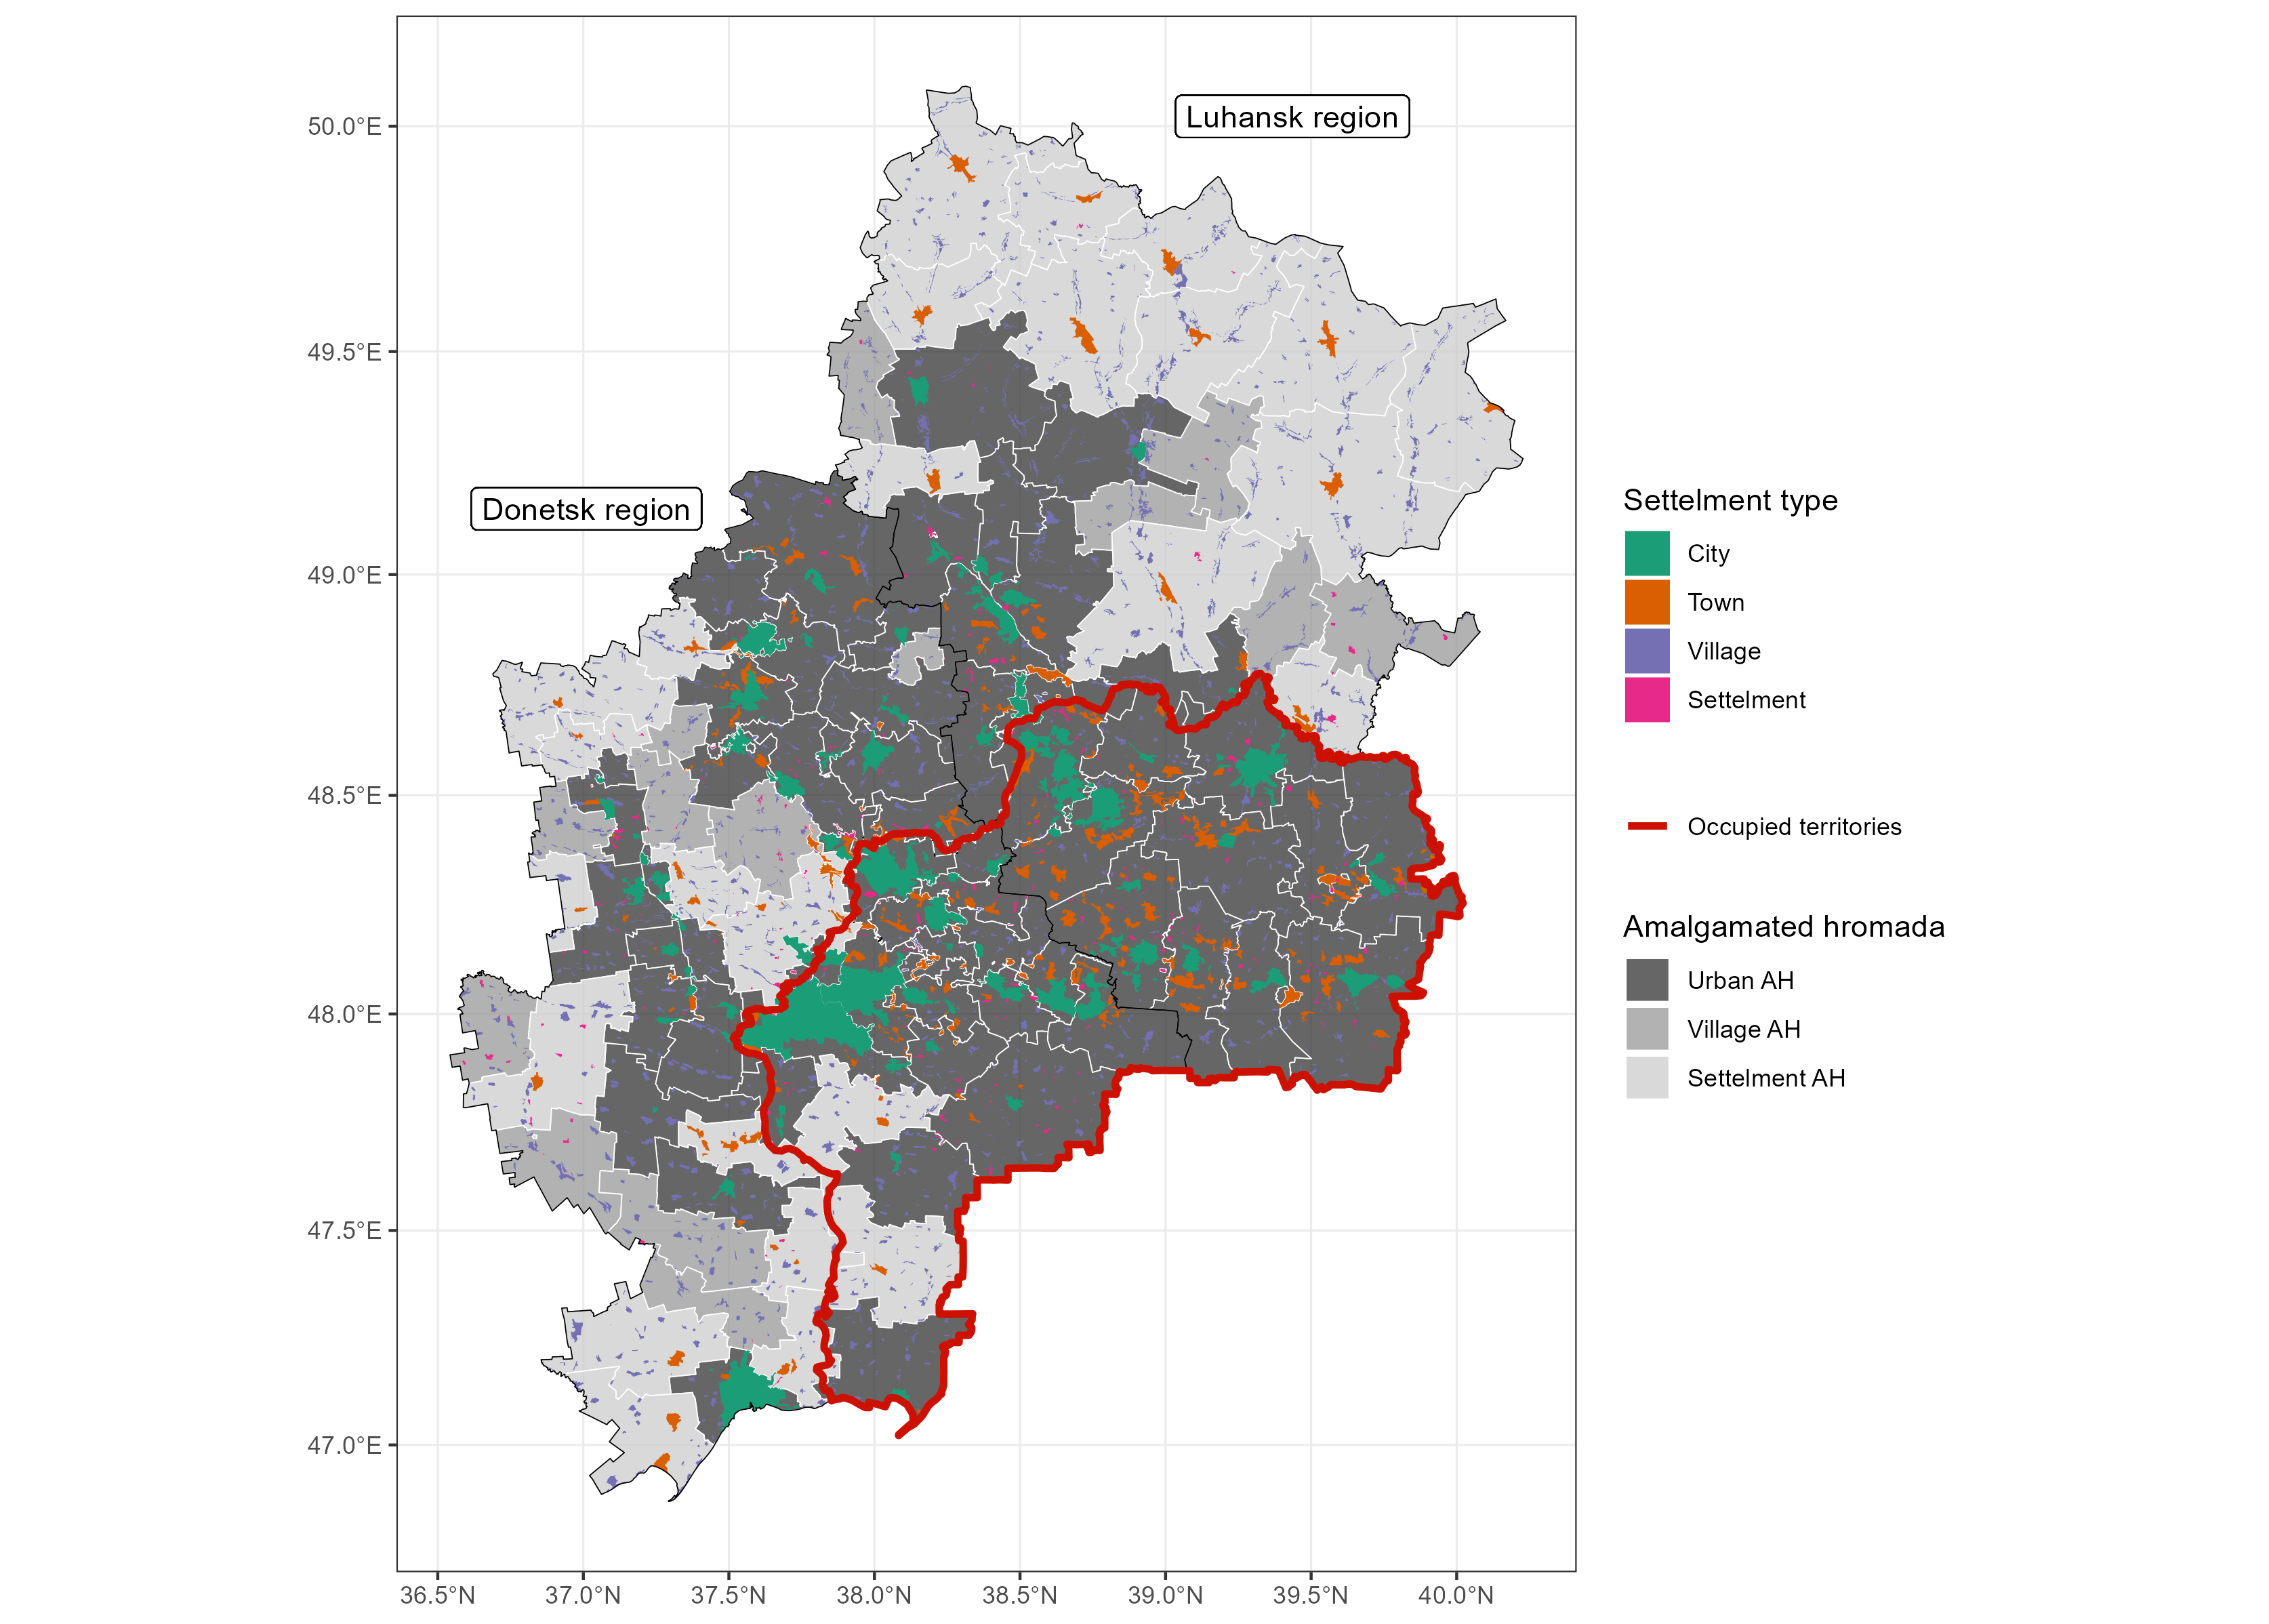 Luhansk region
Donetsk region
50.0°E
49.5°E
49.0°E
48.5°E
48.0°E
47.5°E
47.0°E
36.5°N
37.0°N
37.5°N
38.0°N
38.5°N
39.0°N
39.5°N
40.0°N
Settelment type
City
Town
Village
Settelment
Occupied territories
Amalgamated hromada
Urban AH
Village AH
Settelment AH